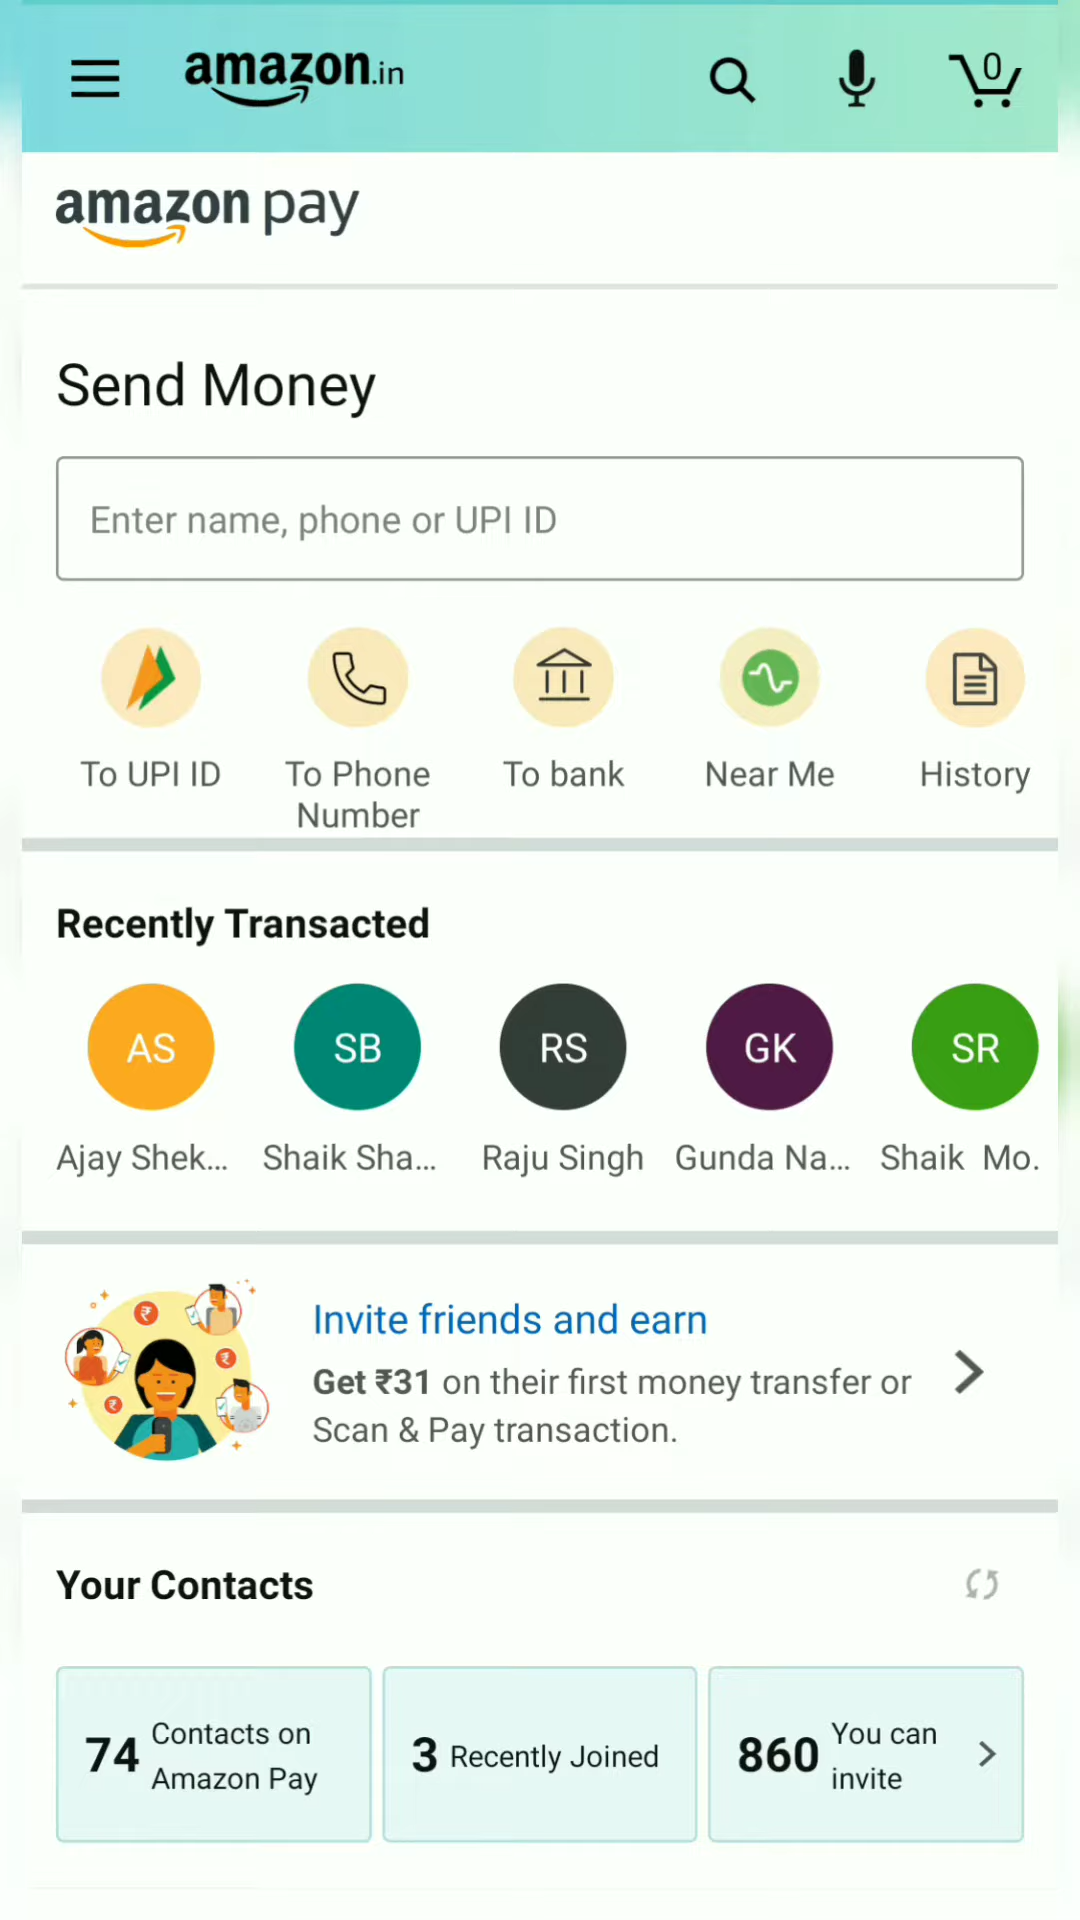 amazon.in
0
amazon pay
Send Money
Enter name, phone or UPI ID
To UPI ID
To Phone
Number
To bank
Near Me
History
Recently Transacted
AS
SB
RS
GK
SR
Ajay Shek...
Shaik Sha...
Raju Singh
Gunda Na...
Shaik Mo.
Invite friends and earn
Get ₹31 on their first money transfer or
Scan & Pay transaction.
Your Contacts
74 Contacts on
Amazon Pay
3 Recently Joined
860 You can
invite